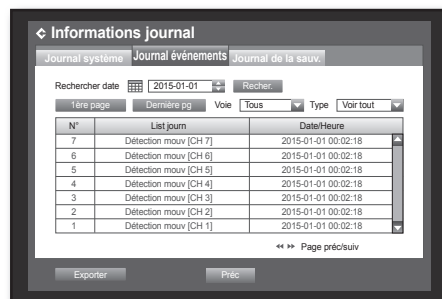 Informations journal
Journal système Journal événements Journal de la sauv.
Rechercher date 2015-01-01 Recher.
1ère page Dernière pg Voie Tous Type Voir tout
N° List journ Date/Heure
7 Détection mouv [CH 7] 2015-01-01 00:02:18
6 Détection mouv [CH 6] 2015-01-01 00:02:18
5 Détection mouv [CH 5] 2015-01-01 00:02:18
4 Détection mouv [CH 4] 2015-01-01 00:02:18
3 Détection mouv [CH 3] 2015-01-01 00:02:18
2 Détection mouv [CH 2] 2015-01-01 00:02:18
1 Détection mouv [CH 1] 2015-01-01 00:02:18
Page préc/suiv
Exporter Préc